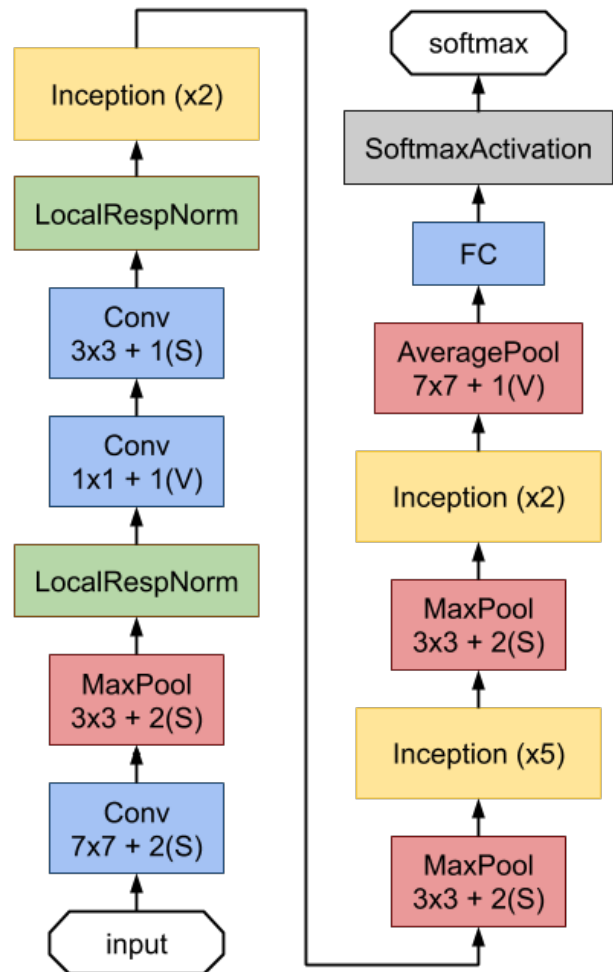 softmax
Inception (x2)
SoftmaxActivation
LocalRespNorm
FC
Conv
3x3 + 1(S)
AveragePool
7x7 + 1(V)
Conv
1x1 + 1(V)
Inception (x2)
LocalRespNorm
MaxPool
3x3 + 2(S)
MaxPool
3x3 + 2(S)
Inception (x5)
Conv
7x7 + 2(S)
MaxPool
3x3 + 2(S)
input